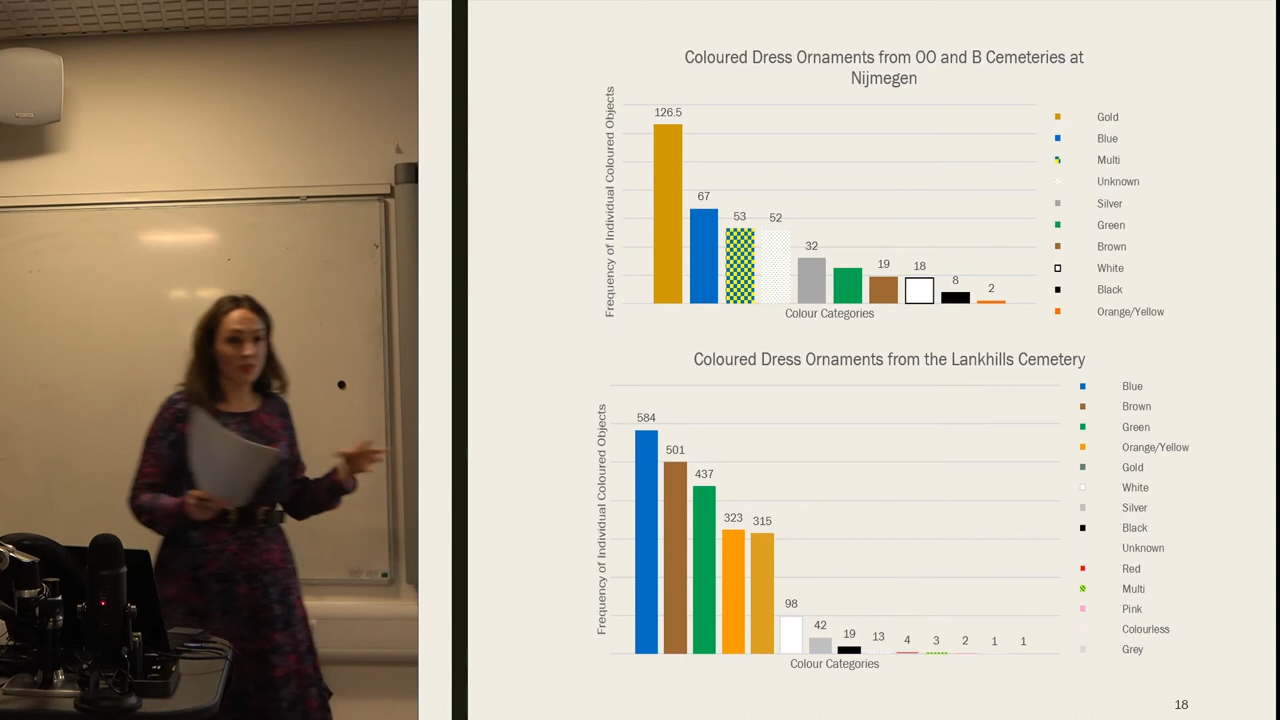 Coloured Dress Ornaments from OO and B Cemeteries at
Nijmegen
Frequency of Individual Coloured Objects
126.5
67
53
52
32
19
18
8
2
Colour Categories
Gold
Blue
Multi
Unknown
Silver
Green
Brown
White
Black
Orange/Yellow
Coloured Dress Ornaments from the Lankhills Cemetery
Frequency of Individual Coloured Objects
584
501
437
323
315
98
42
19
13
4
3
2
1
1
Colour Categories
Blue
Brown
Green
Orange/Yellow
Gold
White
Silver
Black
Unknown
Red
Multi
Pink
Colourless
Grey
18